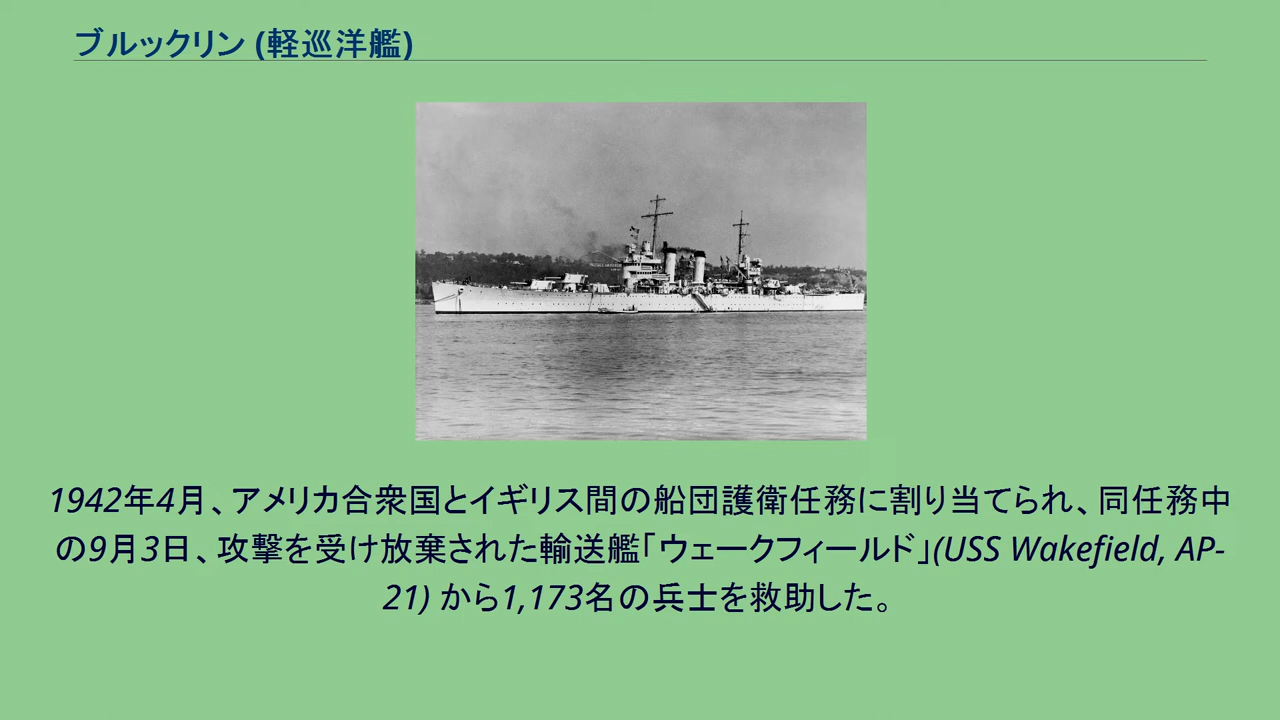 ブルックリン (軽巡洋艦)
1942年4月、アメリカ合衆国とイギリス間の船団護衛任務に割り当てられ、同任務中
の9月3日、攻撃を受け放棄された輸送艦「ウェークフィールド」(USS Wakefield, AP-
21) から1,173名の兵士を救助した。